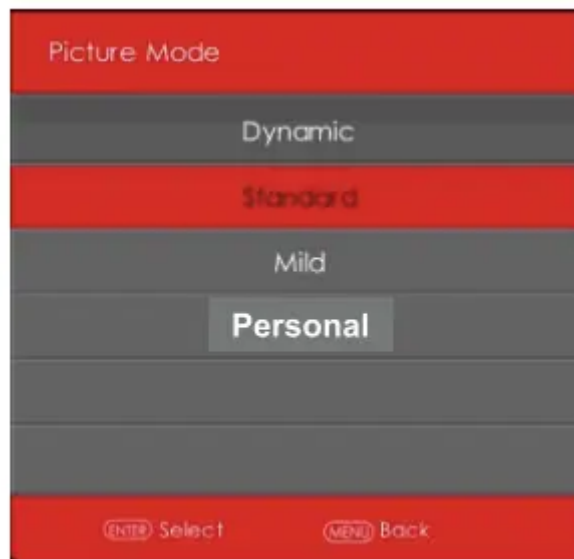 Picture Mode
Dynamic
Standard
Mild
Personal
ENTER Select MENU Back